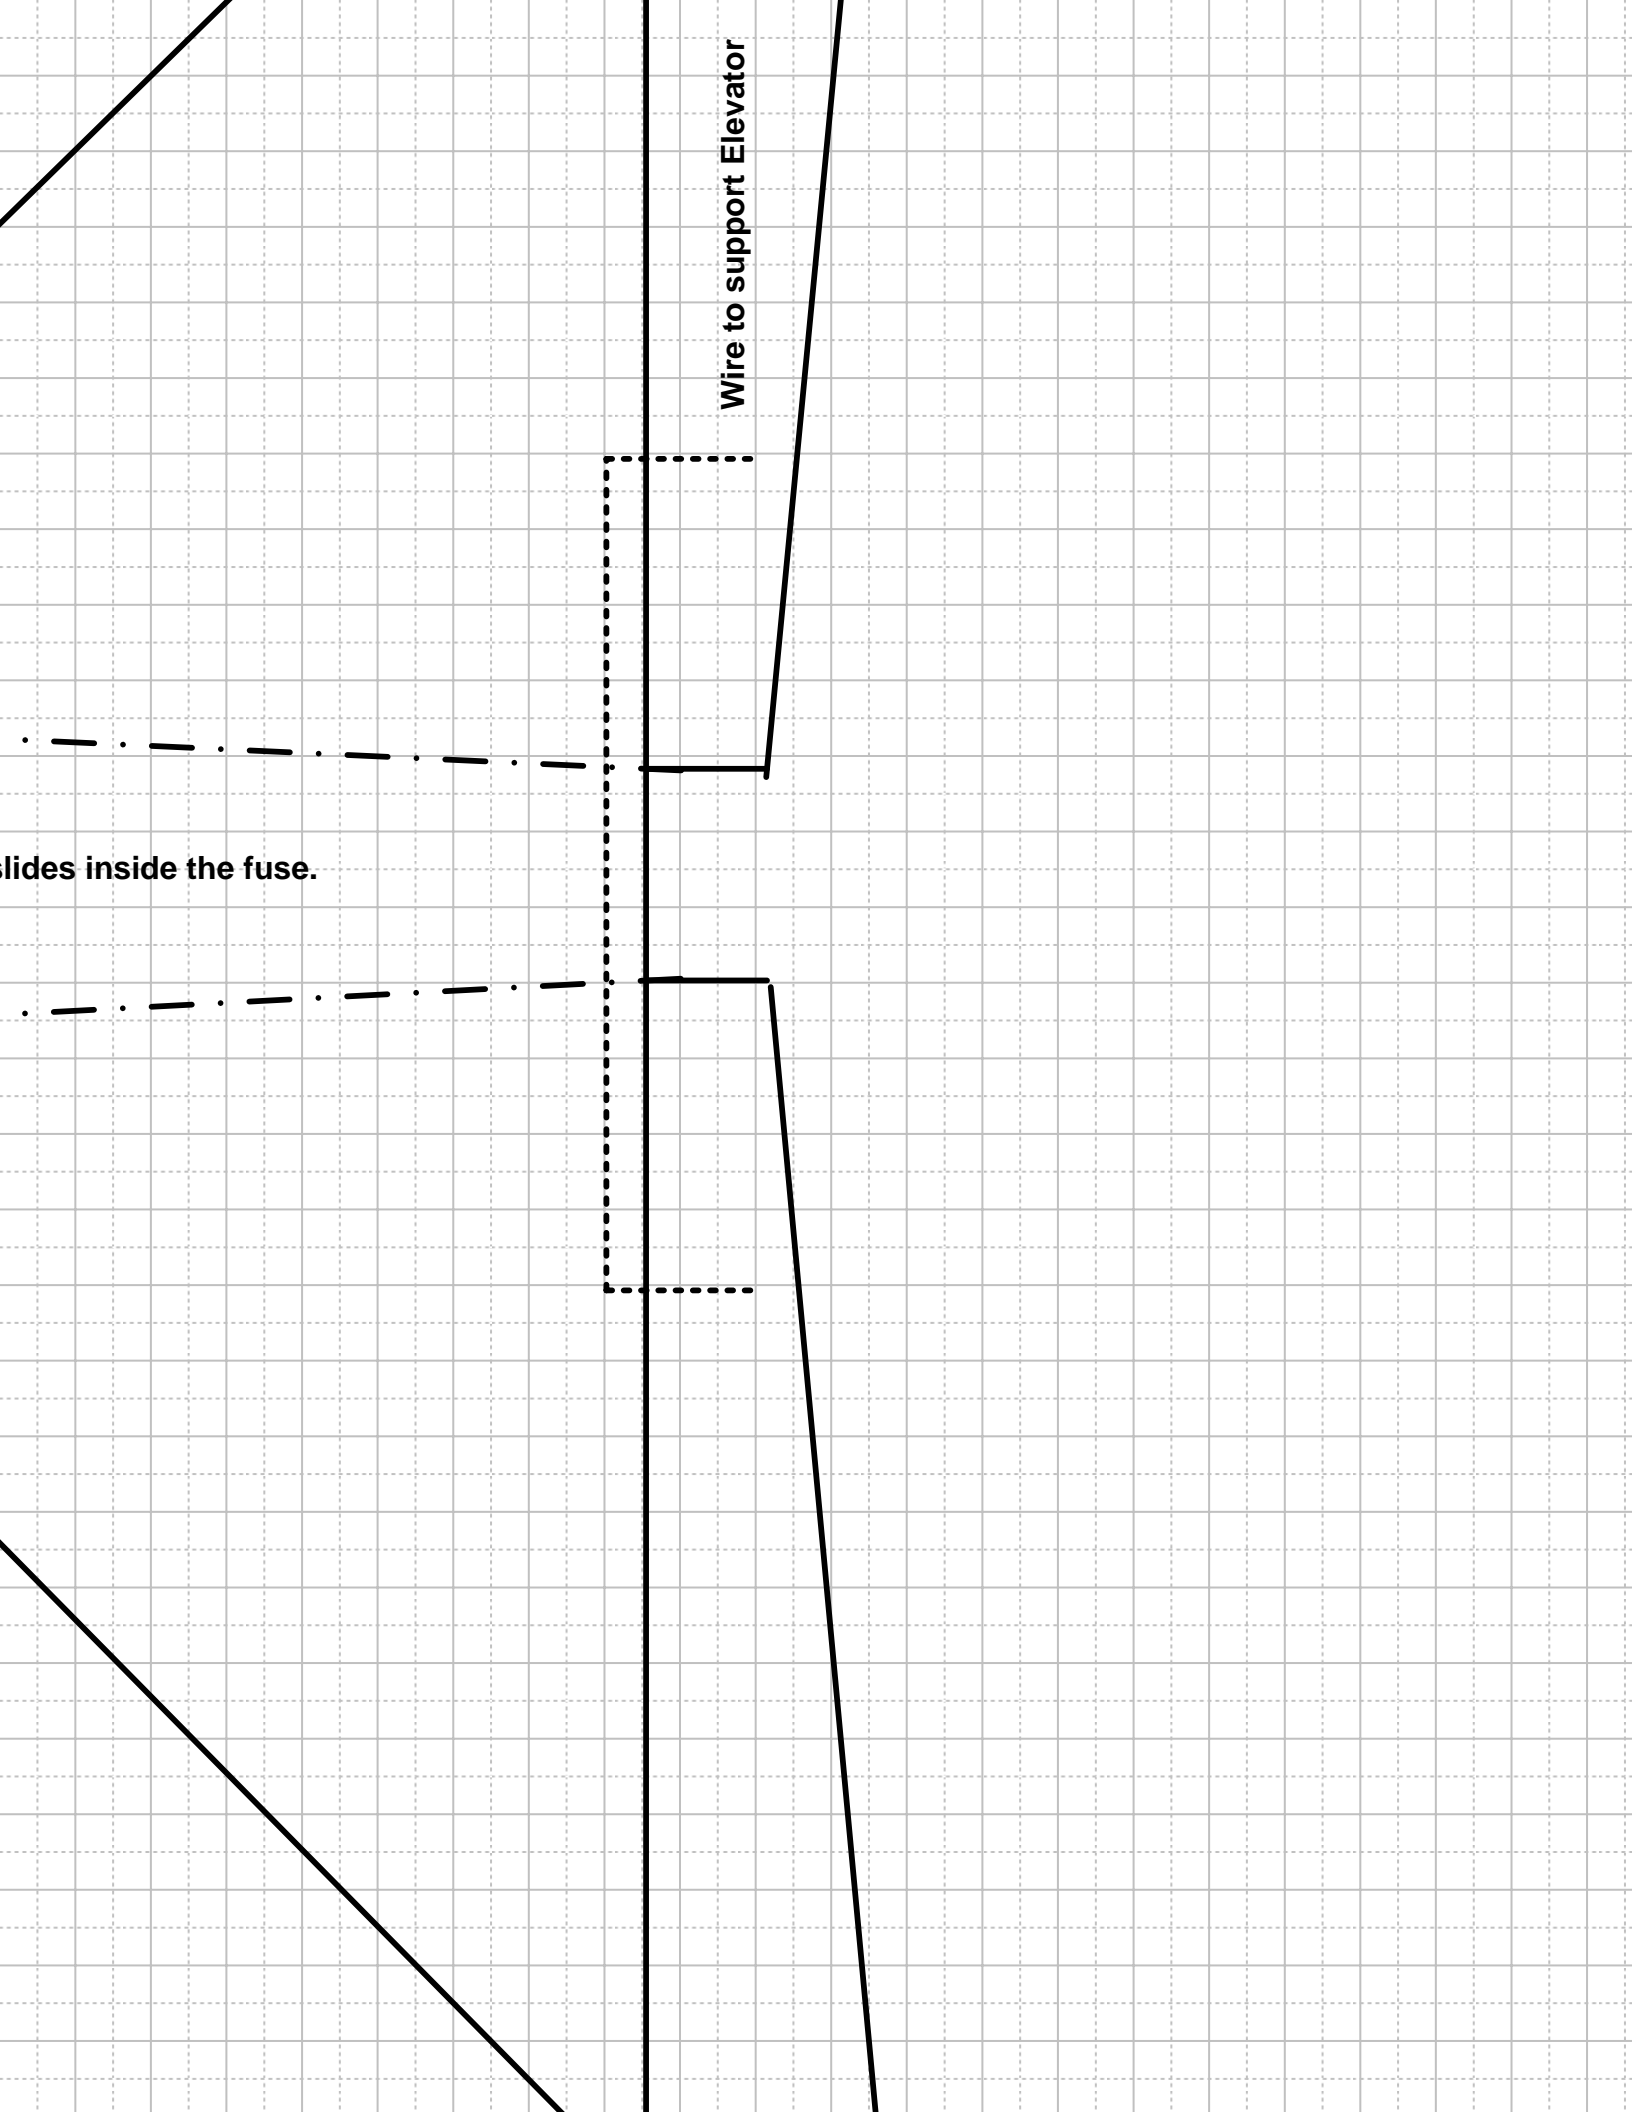 Wire to support Elevator
slides inside the fuse.